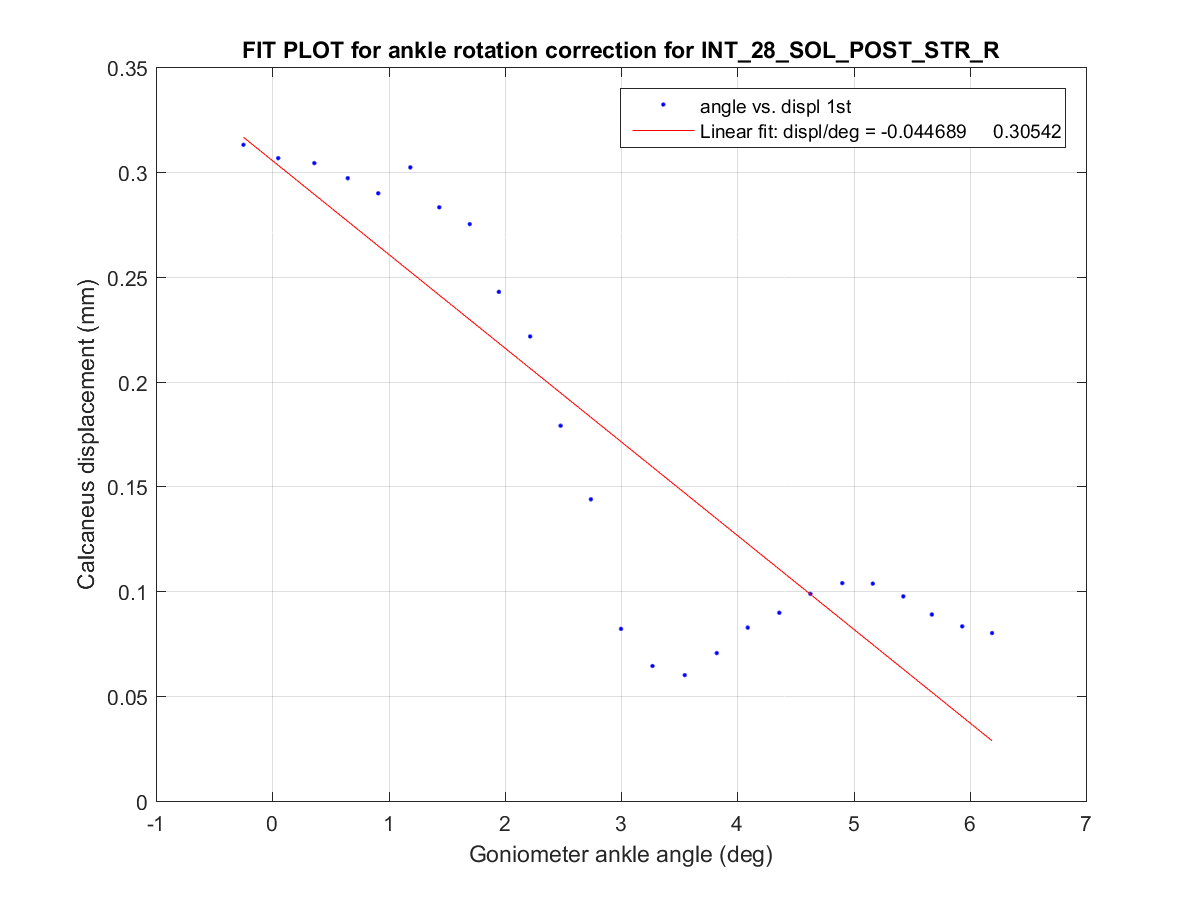 FIT PLOT for ankle rotation correction for INT_28_SOL_POST_STR_R
0.35
0.3
0.25
0.2
0.15
0.1
0.05
0
angle vs. displ 1st
Linear fit: displ/deg = -0.044689 0.30542
Calcaneus displacement (mm)
-1 0 1 2 3 4 5 6 7
Goniometer ankle angle (deg)